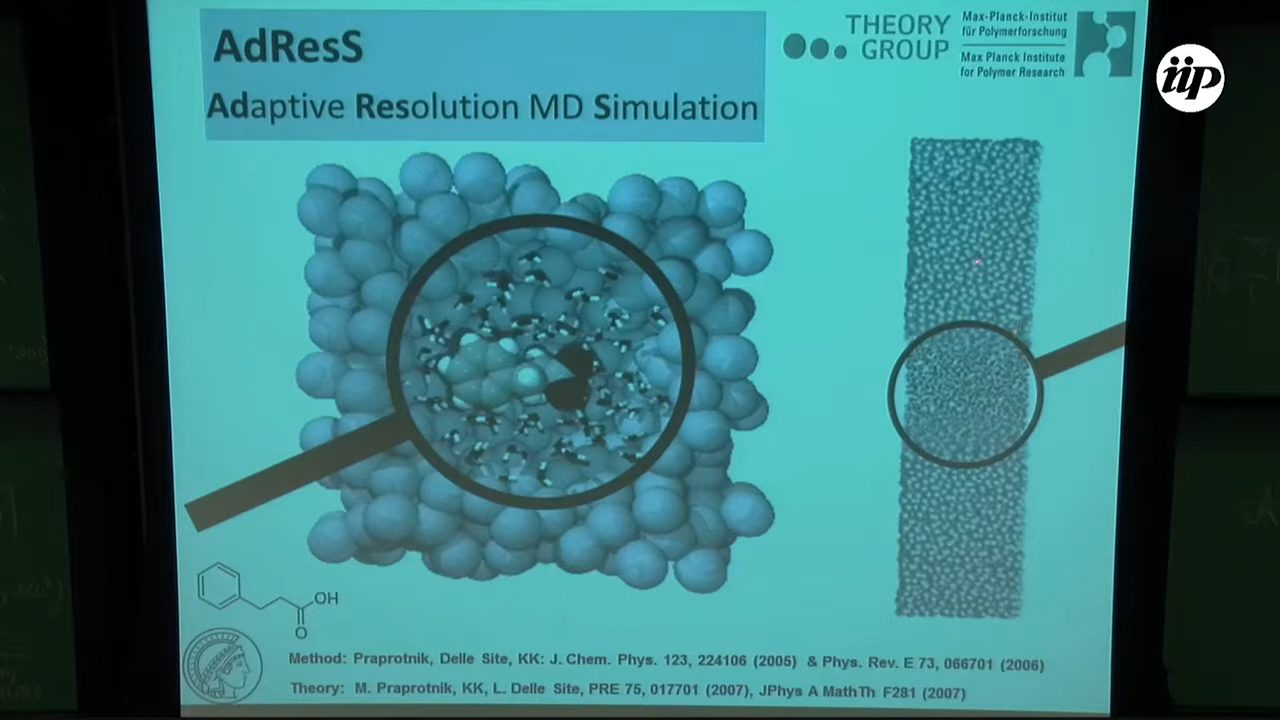 AdResS
Adaptive Resolution MD Simulation
THEORY
GROUP
Max-Planck-Institut
für Polymerforschung
Max Planck Institute
for Polymer Research
iip
OH
O
Method: Praprotnik, Delle Site, KK: J. Chem. Phys. 123, 224106 (2005) & Phys. Rev. E 73, 066701 (2006)
Theory: M. Praprotnik, KK, L. Delle Site, PRE 75, 017701 (2007), JPhys A MathTh F281 (2007)